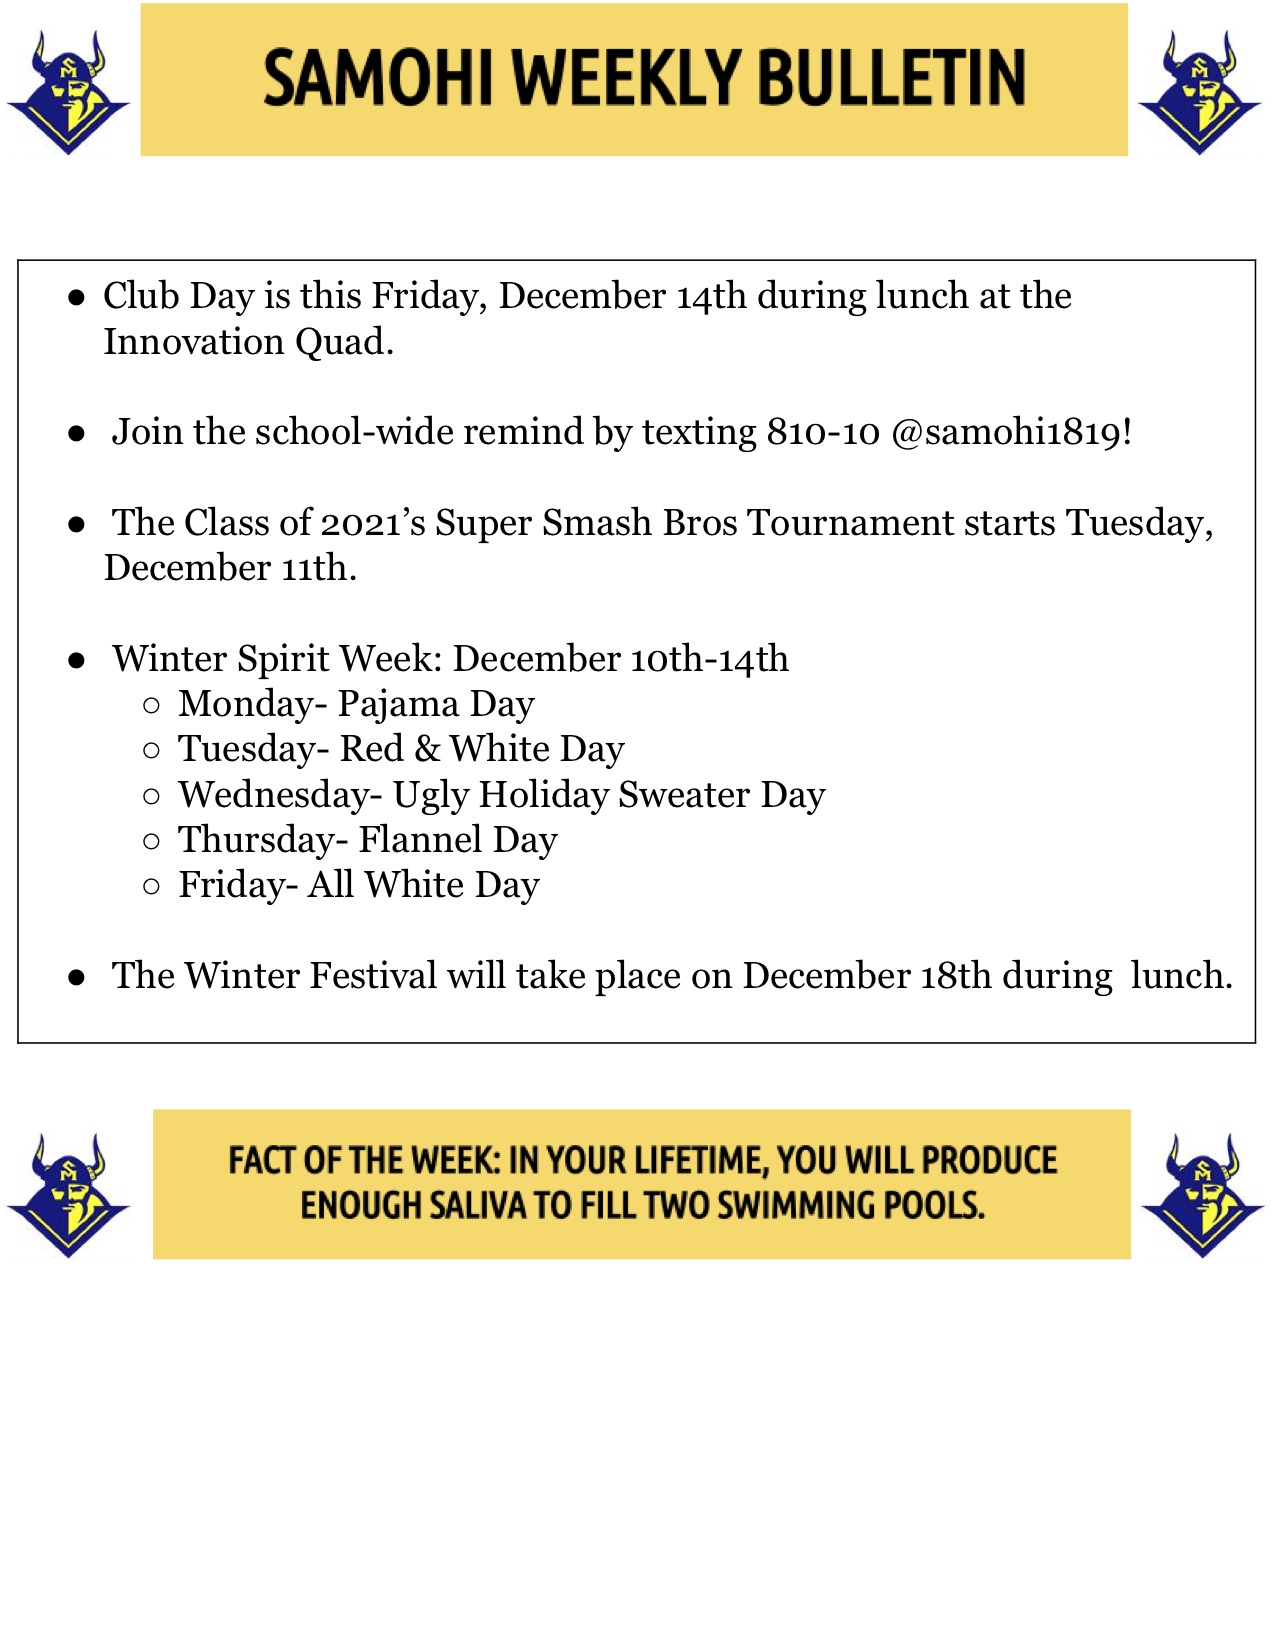 SAMOHI WEEKLY BULLETIN
● Club Day is this Friday, December 14th during lunch at the
Innovation Quad.
● Join the school-wide remind by texting 810-10 @samohi1819!
● The Class of 2021’s Super Smash Bros Tournament starts Tuesday,
December 11th.
● Winter Spirit Week: December 10th-14th
○ Monday- Pajama Day
○ Tuesday- Red & White Day
○ Wednesday- Ugly Holiday Sweater Day
○ Thursday- Flannel Day
○ Friday- All White Day
● The Winter Festival will take place on December 18th during  lunch.
FACT OF THE WEEK: IN YOUR LIFETIME, YOU WILL PRODUCE
ENOUGH SALIVA TO FILL TWO SWIMMING POOLS.